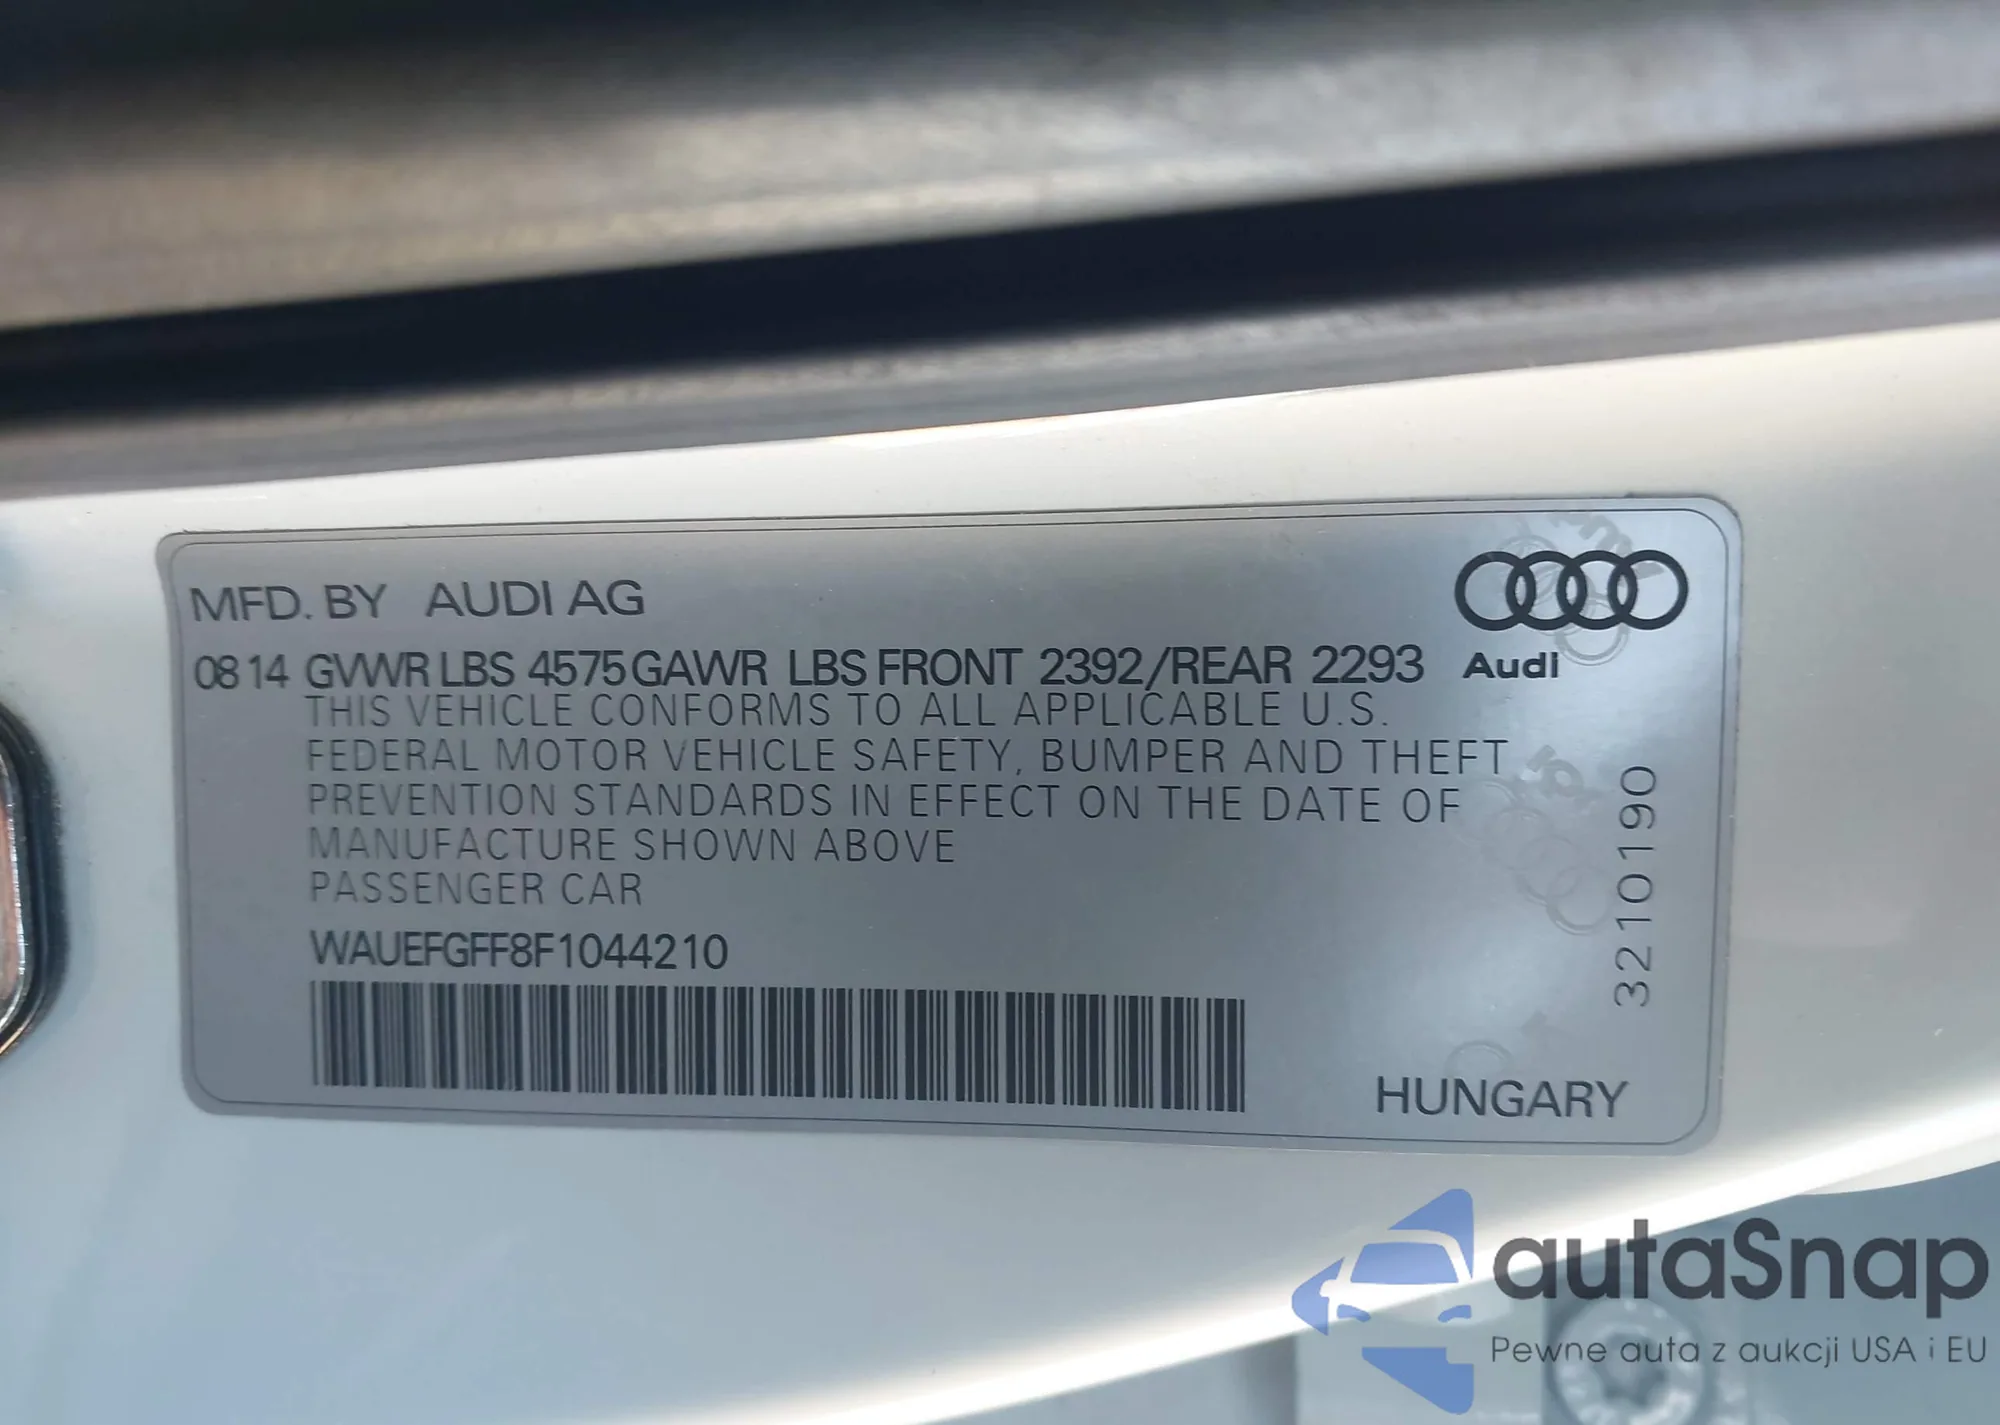 MFD. BY AUDI AG
0814 GVWR LBS 4575 GAWR LBS FRONT 2392/REAR 2293 Audi
THIS VEHICLE CONFORMS TO ALL APPLICABLE U.S.
FEDERAL MOTOR VEHICLE SAFETY, BUMPER AND THEFT
PREVENTION STANDARDS IN EFFECT ON THE DATE OF
MANUFACTURE SHOWN ABOVE
PASSENGER CAR
WAUEFGFF8F1044210
3210190
HUNGARY
autaSnap
Pewne auta z aukcji USA i EU